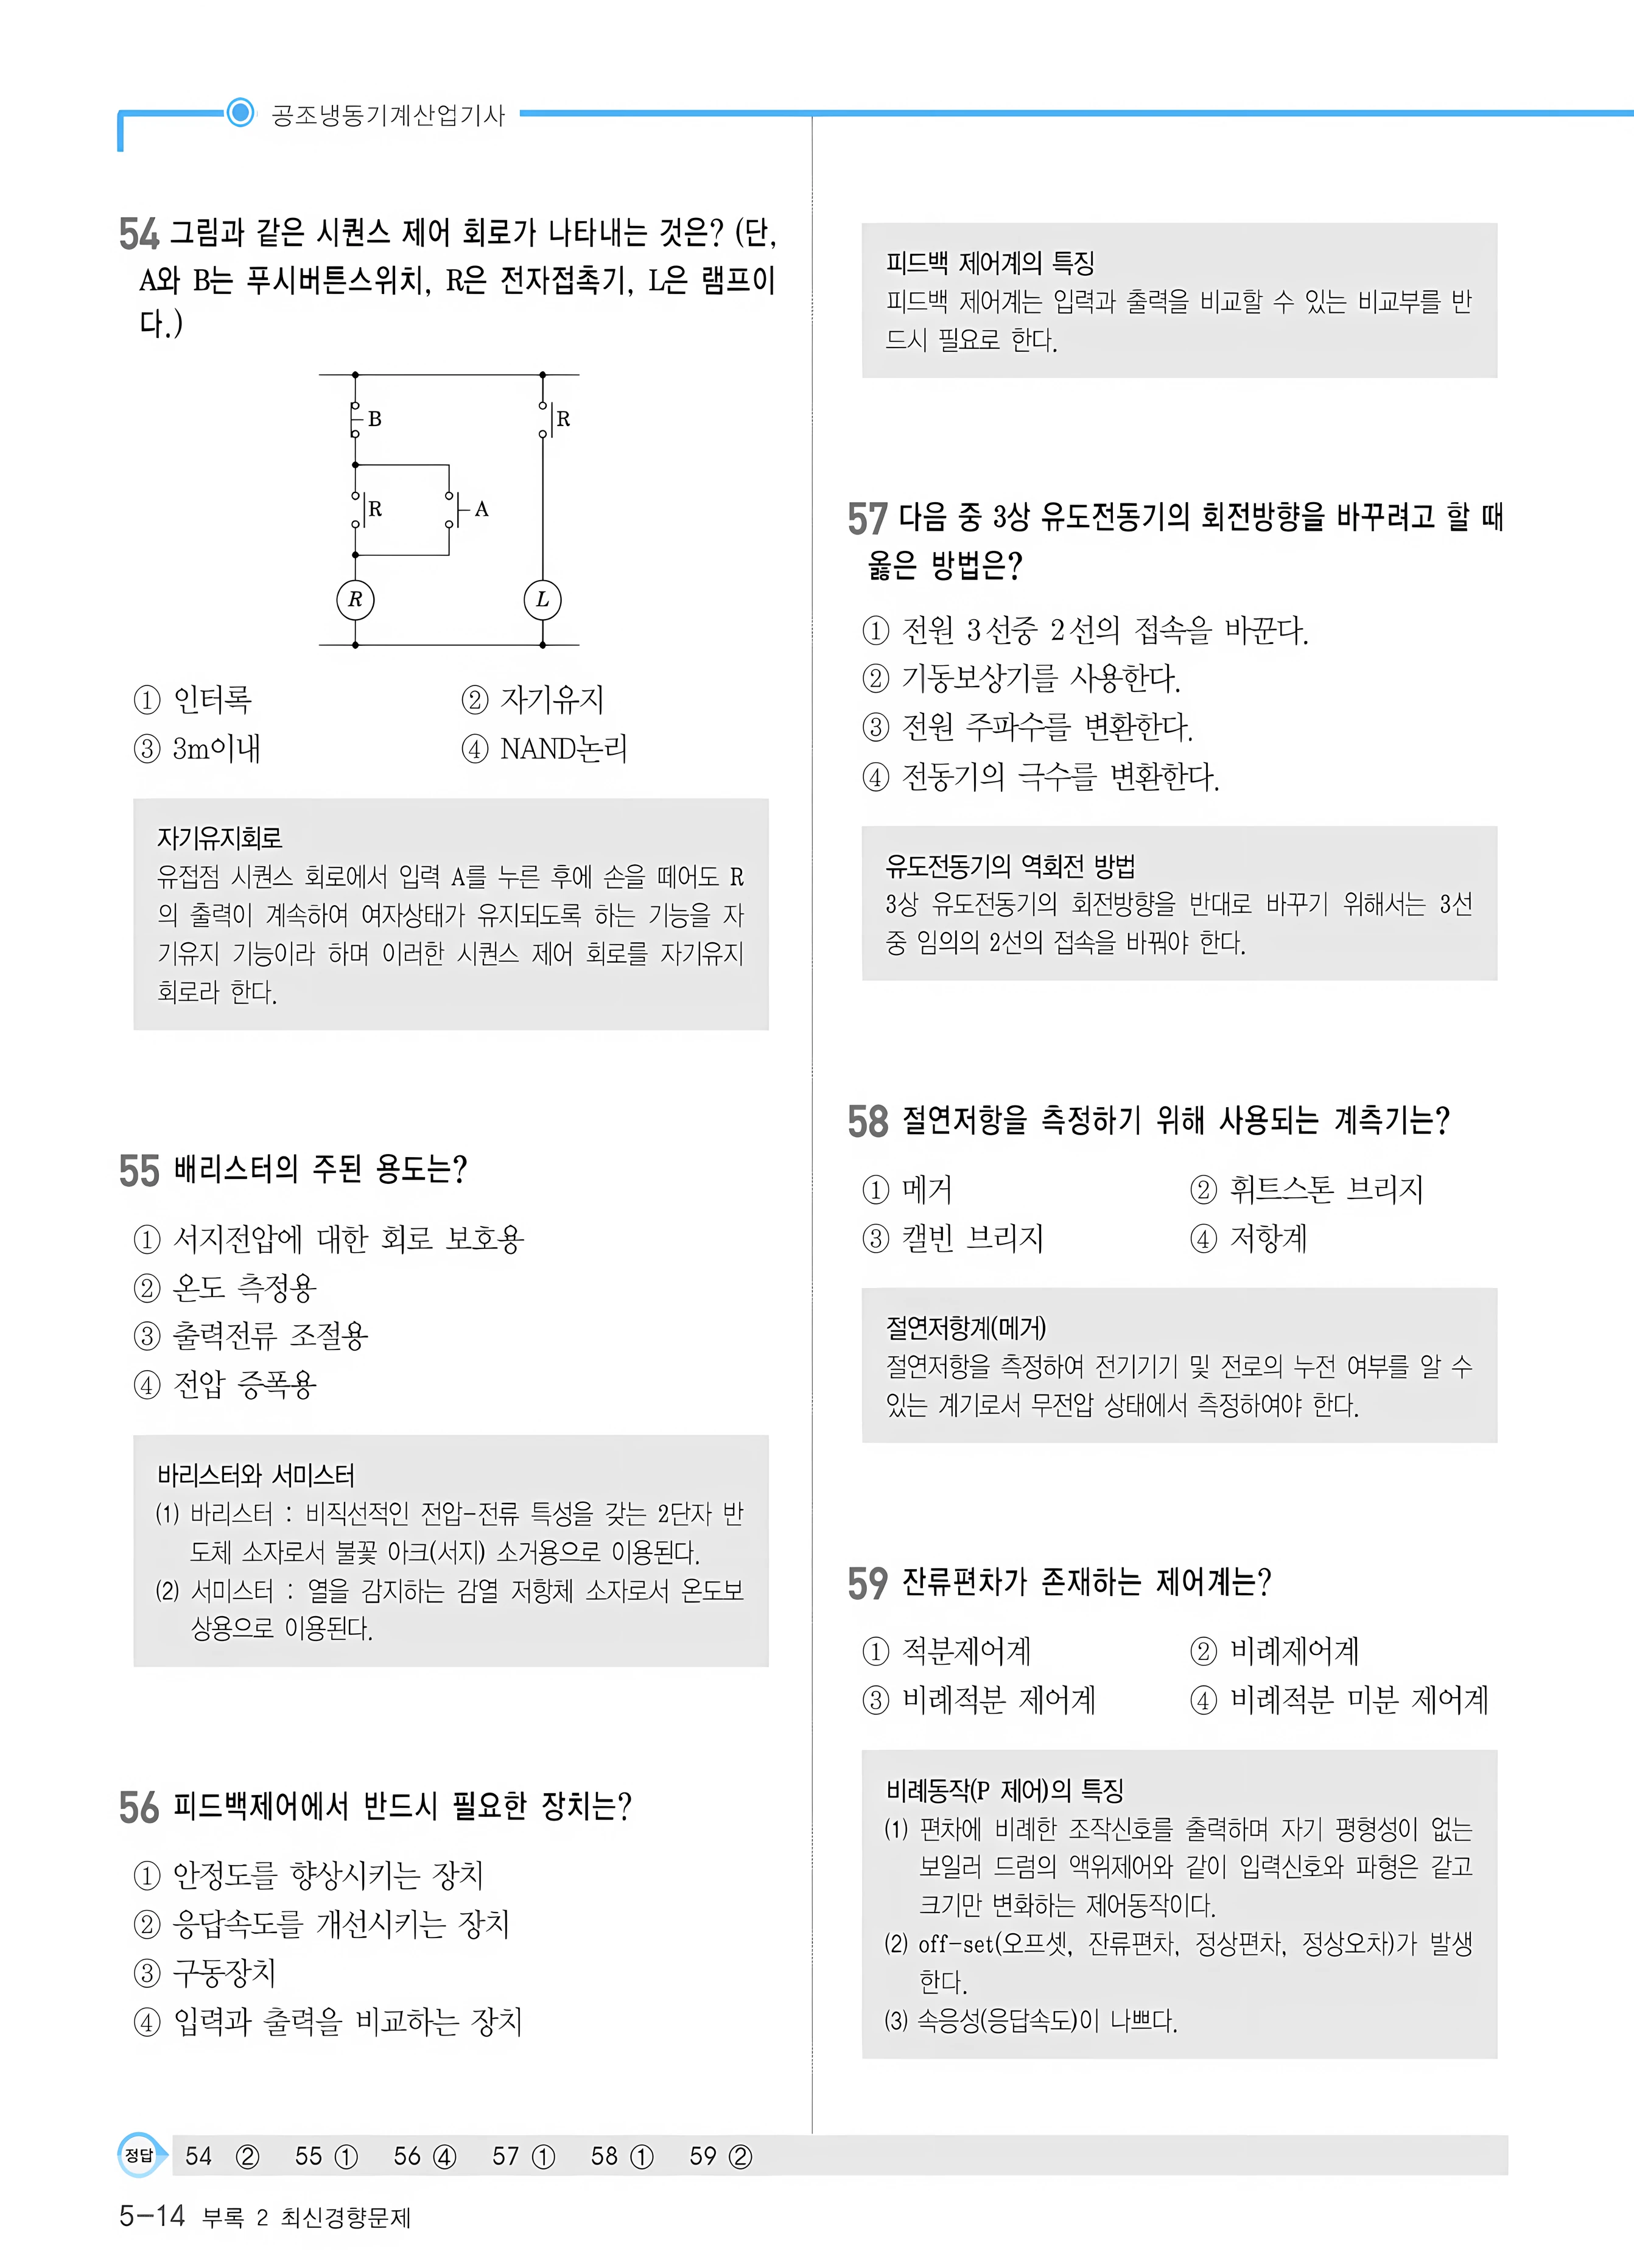 공조냉동기계산업기사
54 그림과 같은 시퀀스 제어 회로가 나타내는 것은? (단,
A와 B는 푸시버튼스위치, R은 전자접촉기, L은 램프이
다.)
B
R
R
A
R
L
① 인터록 ② 자기유지
③ 3m이내 ④ NAND논리
자기유지회로
유접점 시퀀스 회로에서 입력 A를 누른 후에 손을 떼어도 R
의 출력이 계속하여 여자상태가 유지되도록 하는 기능을 자
기유지 기능이라 하며 이러한 시퀀스 제어 회로를 자기유지
회로라 한다.
55 배리스터의 주된 용도는?
① 서지전압에 대한 회로 보호용
② 온도 측정용
③ 출력전류 조절용
④ 전압 증폭용
바리스터와 서미스터
(1) 바리스터 : 비직선적인 전압-전류 특성을 갖는 2단자 반
도체 소자로서 불꽃 아크(서지) 소거용으로 이용된다.
(2) 서미스터 : 열을 감지하는 감열 저항체 소자로서 온도보
상용으로 이용된다.
56 피드백제어에서 반드시 필요한 장치는?
① 안정도를 향상시키는 장치
② 응답속도를 개선시키는 장치
③ 구동장치
④ 입력과 출력을 비교하는 장치
피드백 제어계의 특징
피드백 제어계는 입력과 출력을 비교할 수 있는 비교부를 반
드시 필요로 한다.
57 다음 중 3상 유도전동기의 회전방향을 바꾸려고 할 때
옳은 방법은?
① 전원 3선중 2선의 접속을 바꾼다.
② 기동보상기를 사용한다.
③ 전원 주파수를 변환한다.
④ 전동기의 극수를 변환한다.
유도전동기의 역회전 방법
3상 유도전동기의 회전방향을 반대로 바꾸기 위해서는 3선
중 임의의 2선의 접속을 바꿔야 한다.
58 절연저항을 측정하기 위해 사용되는 계측기는?
① 메거 ② 휘트스톤 브리지
③ 캘빈 브리지 ④ 저항계
절연저항계(메거)
절연저항을 측정하여 전기기기 및 전로의 누전 여부를 알 수
있는 계기로서 무전압 상태에서 측정하여야 한다.
59 잔류편차가 존재하는 제어계는?
① 적분제어계 ② 비례제어계
③ 비례적분 제어계 ④ 비례적분 미분 제어계
비례동작(P 제어)의 특징
(1) 편차에 비례한 조작신호를 출력하며 자기 평형성이 없는
보일러 드럼의 액위제어와 같이 입력신호와 파형은 같고
크기만 변화하는 제어동작이다.
(2) off-set(오프셋, 잔류편차, 정상편차, 정상오차)가 발생
한다.
(3) 속응성(응답속도)이 나쁘다.
정답 54 ② 55 ① 56 ④ 57 ① 58 ① 59 ②
5-14 부록 2 최신경향문제